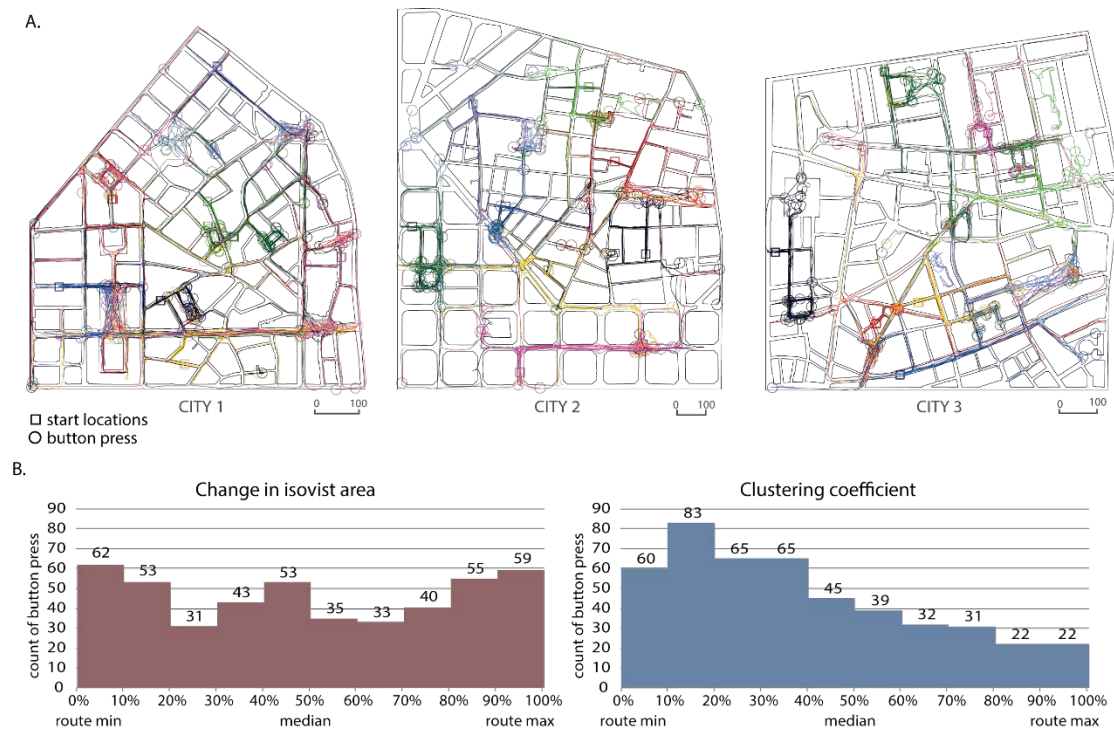 A.
CITY 1
0 100
CITY 2
0 100
CITY 3
0 100
start locations
button press
B.
Change in isovist area
count of button press
90
80
70
60
50
40
30
20
10
0
62 53 31 43 53 35 33 40 55 59
0% 10% 20% 30% 40% 50% 60% 70% 80% 90% 100%
route min median route max
Clustering coefficient
count of button press
90
80
70
60
50
40
30
20
10
0
60 83 65 65 45 39 32 31 22 22
0% 10% 20% 30% 40% 50% 60% 70% 80% 90% 100%
route min median route max